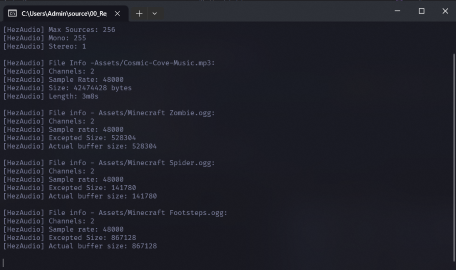 C:\Users\Admin\source\00_Re
[HezAudio] Max Sources: 256
[HezAudio] Mono: 255
[HezAudio] Stereo: 1
[HezAudio] File Info -Assets/Cosmic-Cove-Music.mp3:
[HezAudio] Channels: 2
[HezAudio] Sample Rate: 48000
[HezAudio] Size: 42474428 bytes
[HezAudio] Length: 3m0s
[HezAudio] File info - Assets/Minecraft Zombie.ogg:
[HezAudio] Channels: 2
[HezAudio] Sample rate: 48000
[HezAudio] Excepted Size: 528304
[HezAudio] Actual buffer size: 528304
[HezAudio] File info - Assets/Minecraft Spider.ogg:
[HezAudio] Channels: 2
[HezAudio] Sample rate: 48000
[HezAudio] Excepted Size: 141780
[HezAudio] Actual buffer size: 141780
[HezAudio] File info - Assets/Minecraft Footsteps.ogg:
[HezAudio] Channels: 2
[HezAudio] Sample rate: 48000
[HezAudio] Excepted Size: 867128
[HezAudio] Actual buffer size: 867128